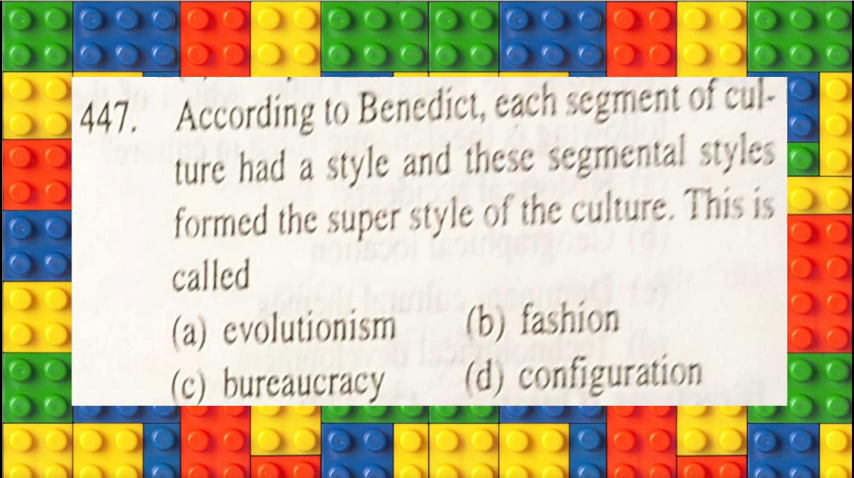 447. According to Benedict, each segment of cul-
ture had a style and these segmental styles
formed the super style of the culture. This is
called
(a) evolutionism (b) fashion
(c) bureaucracy (d) configuration